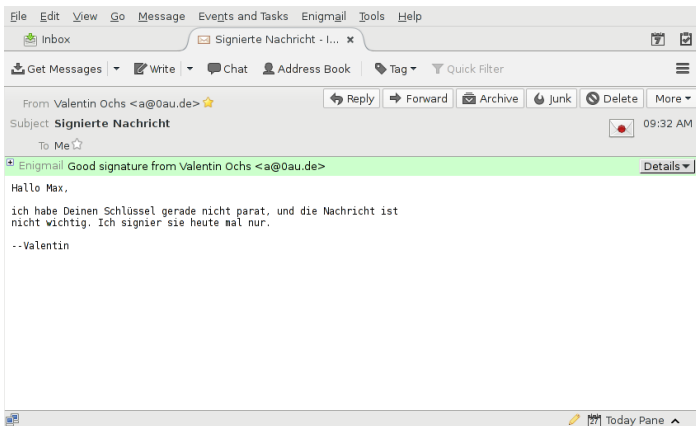 File Edit View Go Message Events and Tasks Enigmail Tools Help
Inbox Signierte Nachricht - I... ×
Get Messages Write Chat Address Book Tag Quick Filter
From Valentin Ochs <a@0au.de> Reply Forward Archive Junk Delete More
Subject Signierte Nachricht 09:32 AM
To Me
Enigmail Good signature from Valentin Ochs <a@0au.de> Details
Hallo Max,
ich habe Deinen Schlüssel gerade nicht parat, und die Nachricht ist
nicht wichtig. Ich signier sie heute mal nur.
--Valentin
27 Today Pane